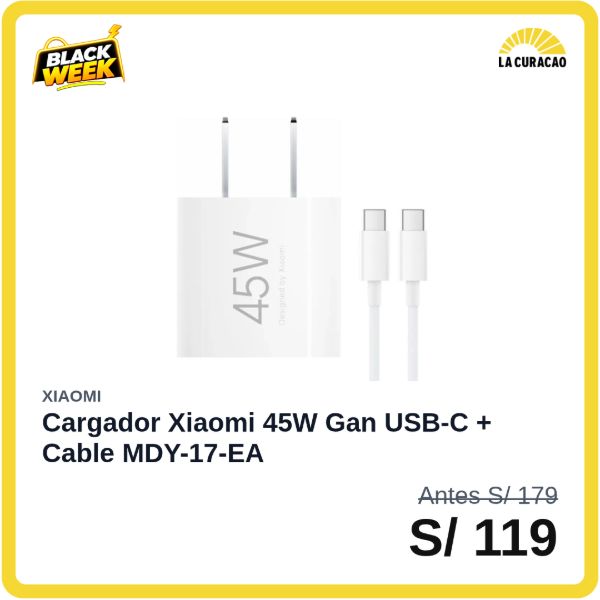 BLACK
WEEK
LA CURACAO
45W
Designed by Xiaomi
XIAOMI
Cargador Xiaomi 45W Gan USB-C +
Cable MDY-17-EA
Antes S/ 179
S/ 119